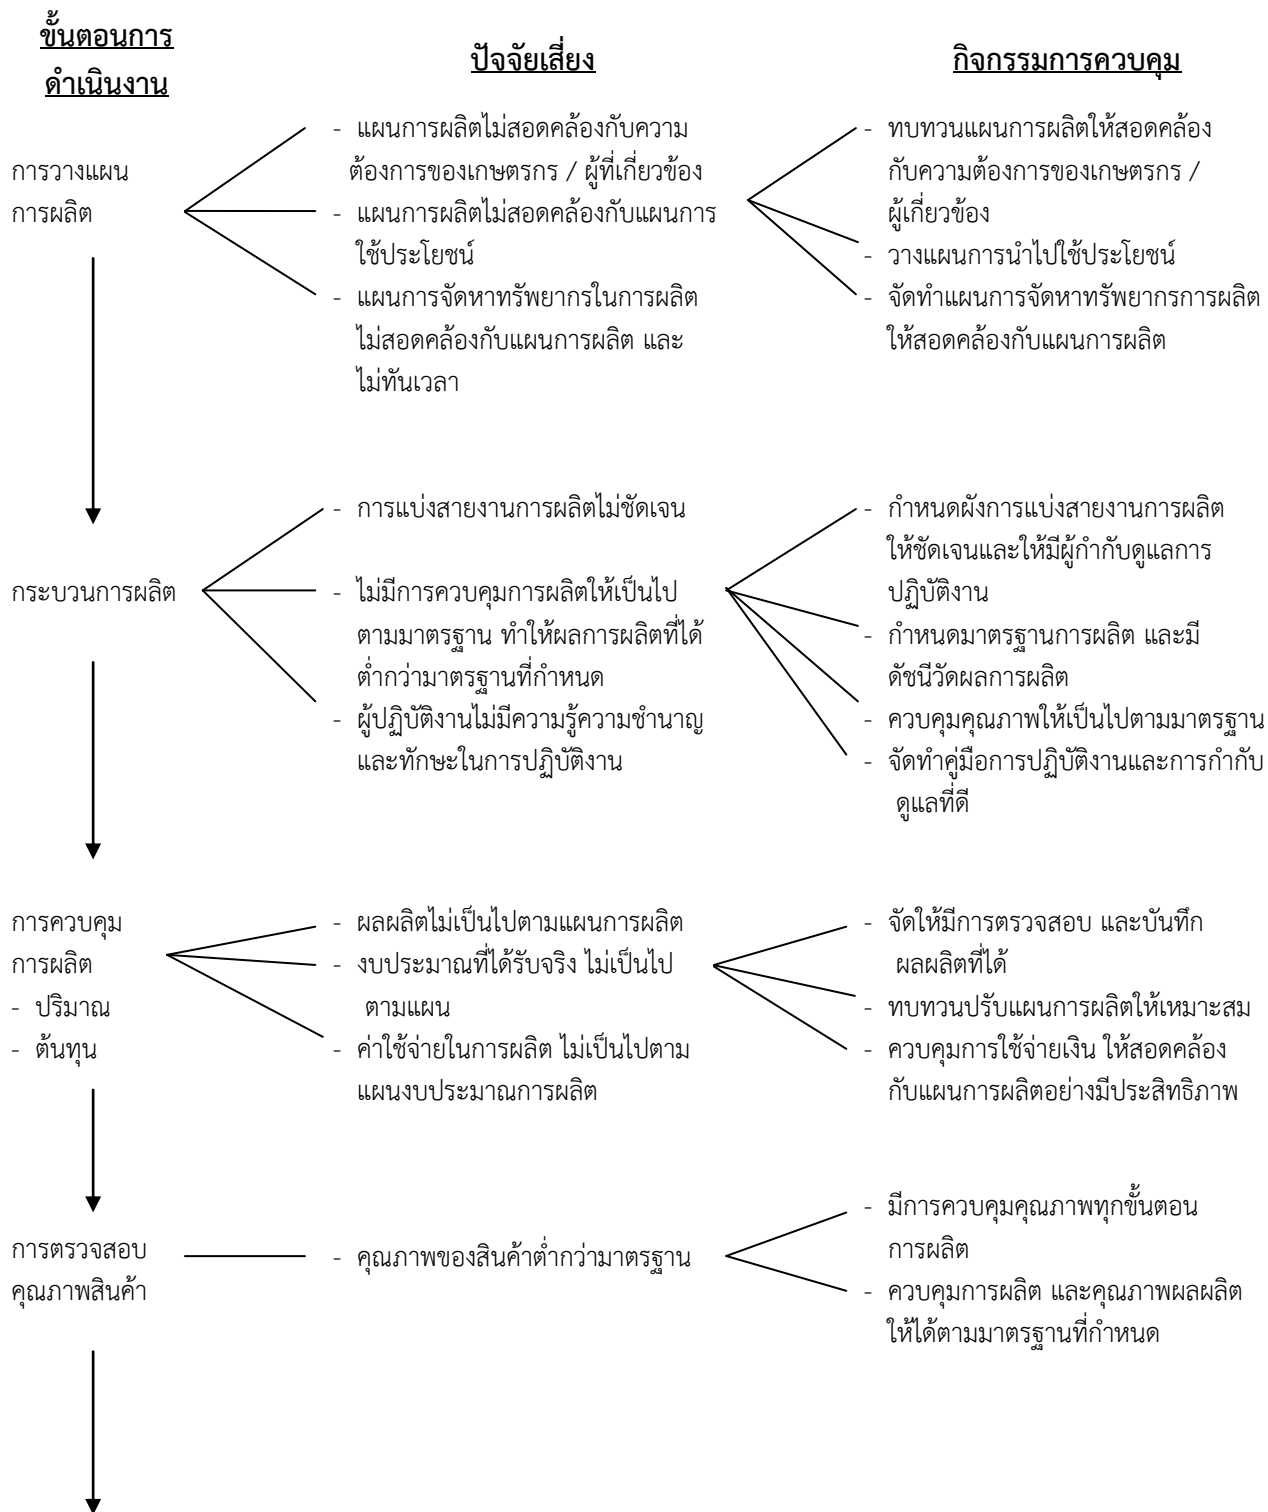 ขั้นตอนการ
ดำเนินงาน
ปัจจัยเสี่ยง
กิจกรรมการควบคุม
การวางแผน
การผลิต
- แผนการผลิตไม่สอดคล้องกับความ
ต้องการของเกษตรกร / ผู้ที่เกี่ยวข้อง
- แผนการผลิตไม่สอดคล้องกับแผนการ
ใช้ประโยชน์
- แผนการจัดหาทรัพยากรในการผลิต
ไม่สอดคล้องกับแผนการผลิต และ
ไม่ทันเวลา
- ทบทวนแผนการผลิตให้สอดคล้อง
กับความต้องการของเกษตรกร /
ผู้เกี่ยวข้อง
- วางแผนการนำไปใช้ประโยชน์
- จัดทำแผนการจัดหาทรัพยากรการผลิต
ให้สอดคล้องกับแผนการผลิต
กระบวนการผลิต
- การแบ่งสายงานการผลิตไม่ชัดเจน
- ไม่มีการควบคุมการผลิตให้เป็นไป
ตามมาตรฐาน ทำให้ผลการผลิตที่ได้
ต่ำกว่ามาตรฐานที่กำหนด
- ผู้ปฏิบัติงานไม่มีความรู้ความชำนาญ
และทักษะในการปฏิบัติงาน
- กำหนดผังการแบ่งสายงานการผลิต
ให้ชัดเจนและให้มีผู้กำกับดูแลการ
ปฏิบัติงาน
- กำหนดมาตรฐานการผลิต และมี
ดัชนีวัดผลการผลิต
- ควบคุมคุณภาพให้เป็นไปตามมาตรฐาน
- จัดทำคู่มือการปฏิบัติงานและการกำกับ
ดูแลที่ดี
การควบคุม
การผลิต
- ปริมาณ
- ต้นทุน
- ผลผลิตไม่เป็นไปตามแผนการผลิต
- งบประมาณที่ได้รับจริง ไม่เป็นไป
ตามแผน
- ค่าใช้จ่ายในการผลิต ไม่เป็นไปตาม
แผนงบประมาณการผลิต
- จัดให้มีการตรวจสอบ และบันทึก
ผลผลิตที่ได้
- ทบทวนปรับแผนการผลิตให้เหมาะสม
- ควบคุมการใช้จ่ายเงิน ให้สอดคล้อง
กับแผนการผลิตอย่างมีประสิทธิภาพ
การตรวจสอบ
คุณภาพสินค้า
- คุณภาพของสินค้าต่ำกว่ามาตรฐาน
- มีการควบคุมคุณภาพทุกขั้นตอน
การผลิต
- ควบคุมการผลิต และคุณภาพผลผลิต
ให้ได้ตามมาตรฐานที่กำหนด